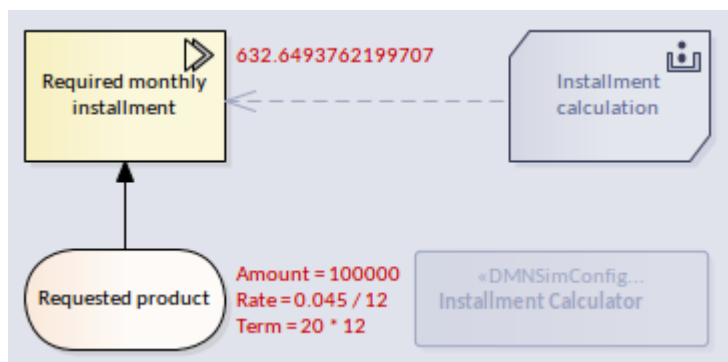 Required monthly
installment
632.6493762199707
Installment
calculation
Requested product
Amount = 100000
Rate = 0.045 / 12
Term = 20 * 12
«DMNSimConfig...
Installment Calculator